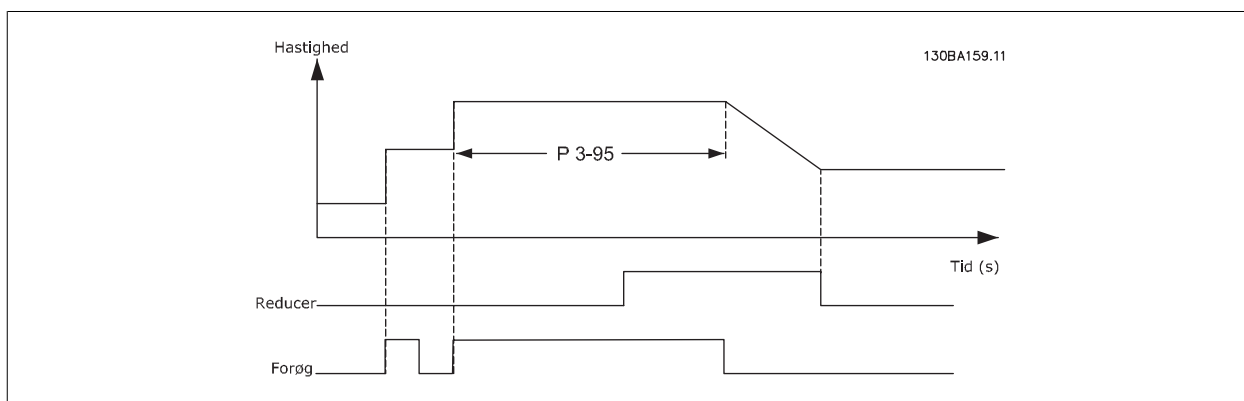 Hastighed
130BA159.11
P 3-95
Tid (s)
Reducer
Forøg